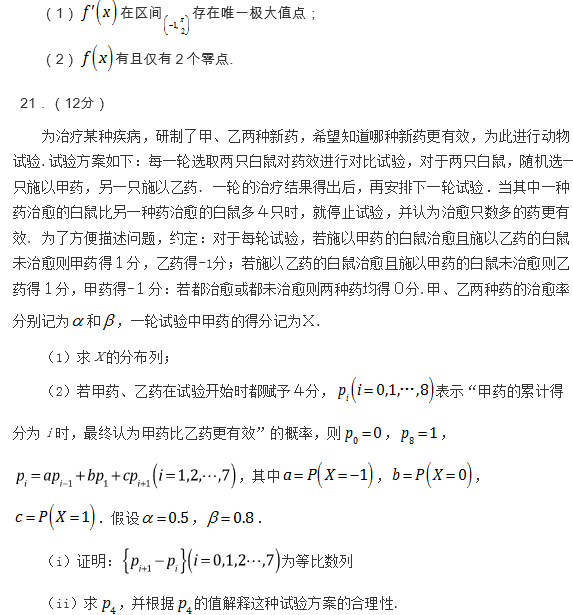 （1）f′(x)在区间(-1,π/2)存在唯一极大值点；
（2）f(x)有且仅有2个零点.
21．（12分）
为治疗某种疾病，研制了甲、乙两种新药，希望知道哪种新药更有效，为此进行动物
试验.试验方案如下：每一轮选取两只白鼠对药效进行对比试验，对于两只白鼠，随机选一
只施以甲药，另一只施以乙药．一轮的治疗结果得出后，再安排下一轮试验．当其中一种
药治愈的白鼠比另一种药治愈的白鼠多４只时，就停止试验，并认为治愈只数多的药更有
效．为了方便描述问题，约定：对于每轮试验，若施以甲药的白鼠治愈且施以乙药的白鼠
未治愈则甲药得１分，乙药得-1分；若施以乙药的白鼠治愈且施以甲药的白鼠未治愈则乙
药得１分，甲药得-１分：若都治愈或都未治愈则两种药均得０分.甲、乙两种药的治愈率
分别记为α和β，一轮试验中甲药的得分记为Ｘ．
（1）求X的分布列；
（2）若甲药、乙药在试验开始时都赋予４分，p_i(i=0,1,⋯,8)表示“甲药的累计得
分为i时，最终认为甲药比乙药更有效”的概率，则p_0=0，p_8=1，
p_i=ap_{i-1}+bp_1+cp_{i+1}(i=1,2,⋯,7)，其中a=P(X=-1)，b=P(X=0)，
c=P(X=1)．假设α=0.5，β=0.8．
（i）证明：{p_{i+1}-p_i}(i=0,1,2⋯,7)为等比数列
（ii）求p_4，并根据p_4的值解释这种试验方案的合理性.